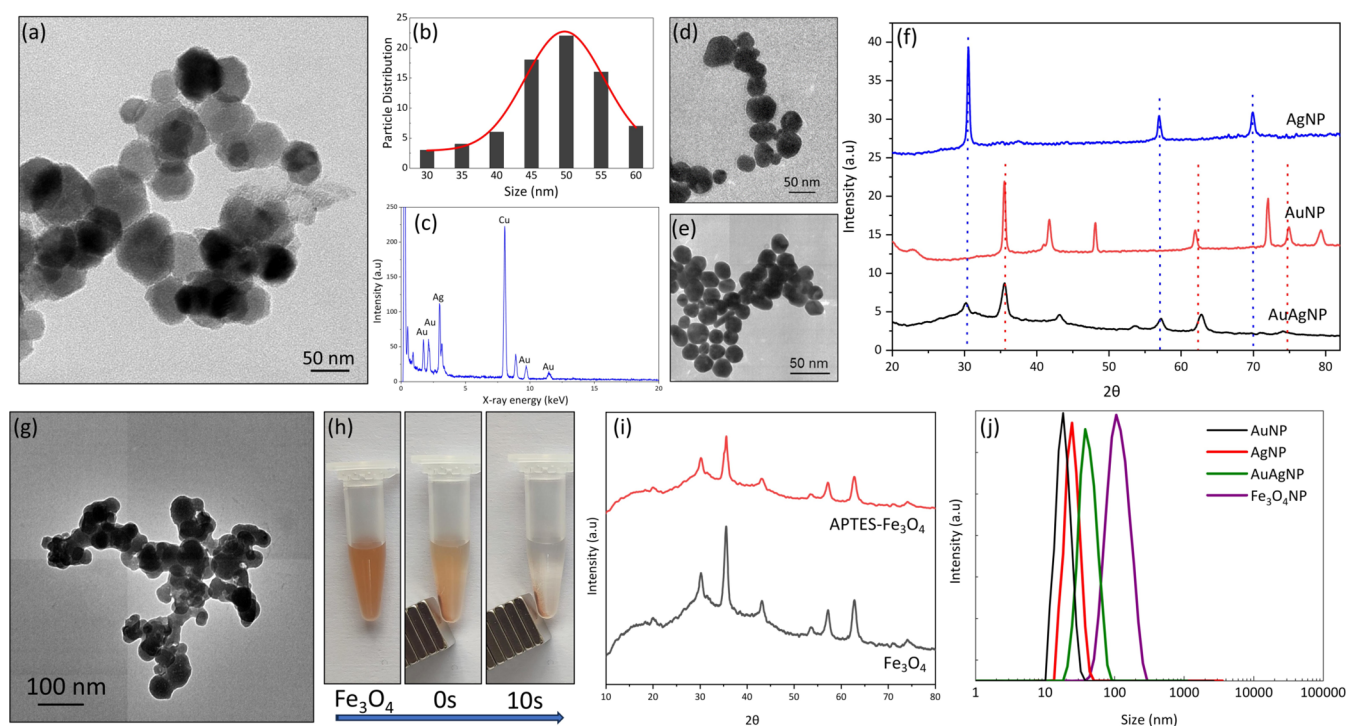 (a)
50 nm
(b)
Particle Distribution
25
20
15
10
5
0
30 35 40 45 50 55 60
Size (nm)
(c)
Intensity (a.u)
250
200
150
100
50
0
Cu
Ag
Au
Au
Au
Au
0 5 10 15 20
X-ray energy (keV)
(d)
50 nm
(e)
50 nm
(f)
Intensity (a.u)
40
35
30
25
20
15
10
5
0
AgNP
AuNP
AuAgNP
20 30 40 50 60 70 80
2θ
(g)
100 nm
(h)
Fe3O4 0s 10s
(i)
Intensity (a.u)
APTES-Fe3O4
Fe3O4
10 20 30 40 50 60 70 80
2θ
(j)
Intensity (a.u)
AuNP
AgNP
AuAgNP
Fe3O4NP
1 10 100 1000 10000 100000
Size (nm)